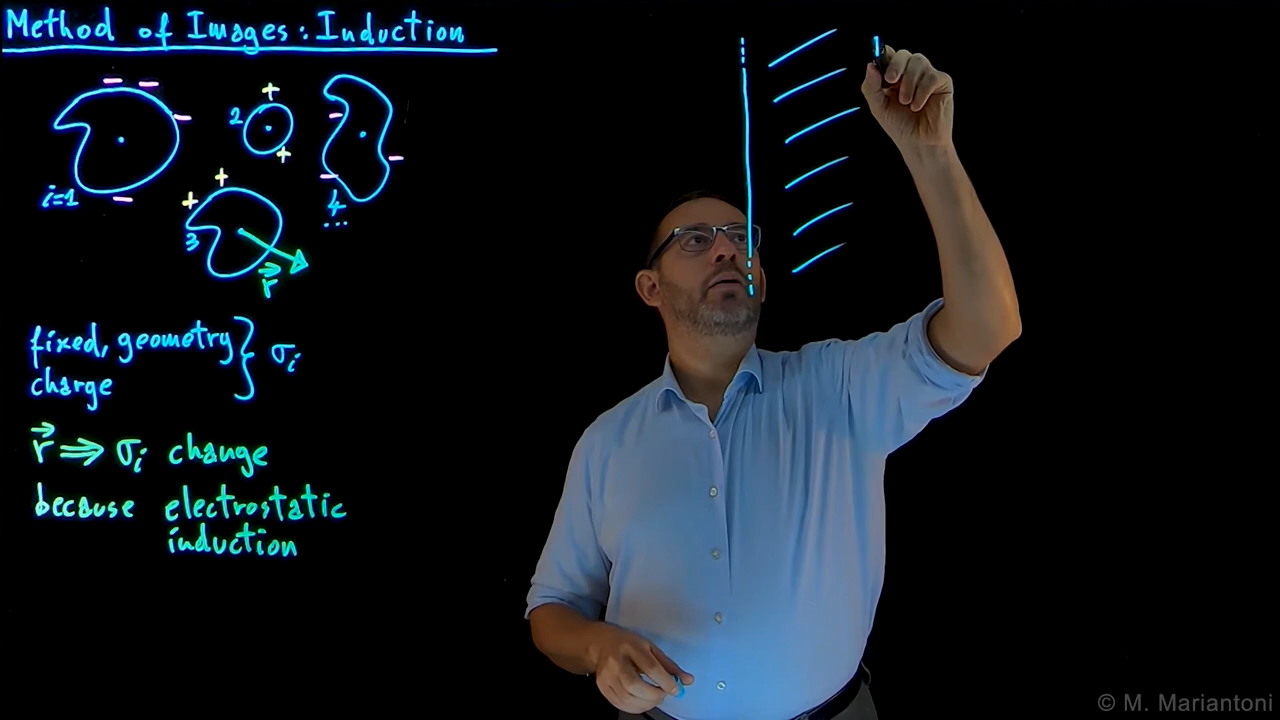 Method of Images: Induction
i=1
2
3
4
...
r⃗
fixed, geometry } σᵢ
charge
r⃗ ⇒ σᵢ change
because electrostatic
induction
© M. Mariantoni